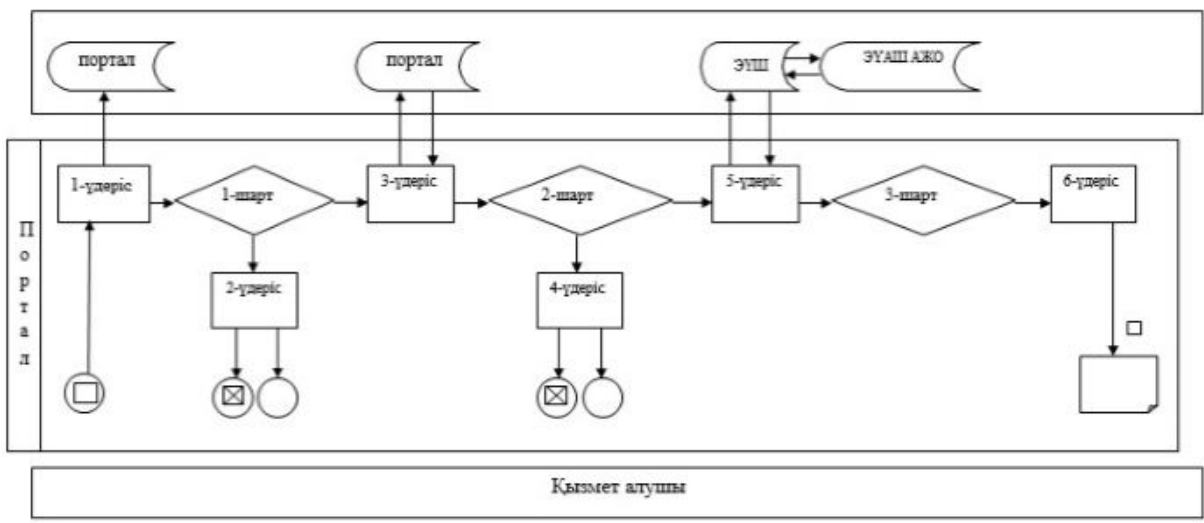 портал
портал
ЭҮШ
ЭҮАШ АЖО
1-үдеріс
1-шарт
3-үдеріс
2-шарт
5-үдеріс
3-шарт
6-үдеріс
2-үдеріс
4-үдеріс
Портал
Қызмет алушы